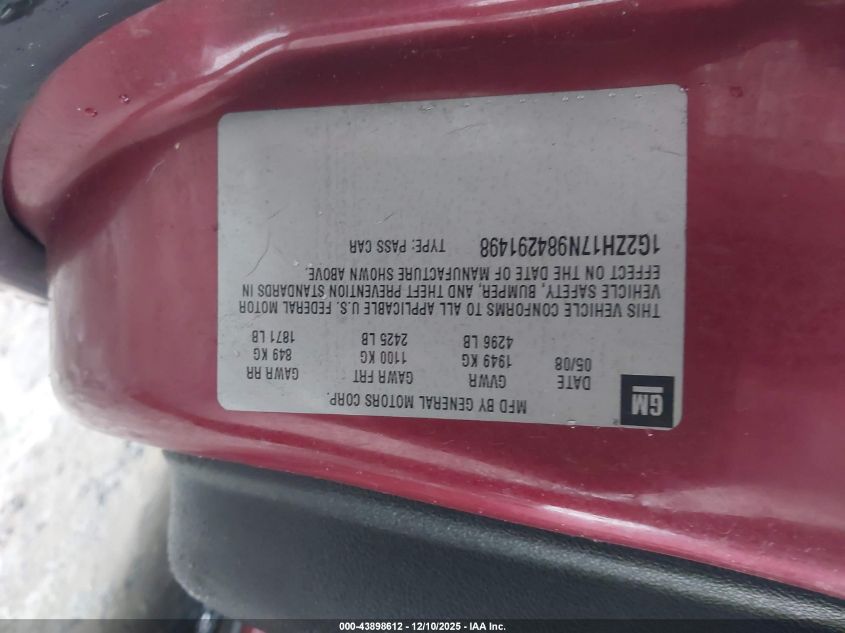 MFD BY GENERAL MOTORS CORP.
GM
DATE GVWR GAWR FRT GAWR RR
05/08 1949 KG 1100 KG 849 KG
4296 LB 2425 LB 1871 LB
THIS VEHICLE CONFORMS TO ALL APPLICABLE U.S. FEDERAL MOTOR
VEHICLE SAFETY, BUMPER, AND THEFT PREVENTION STANDARDS IN
EFFECT ON THE DATE OF MANUFACTURE SHOWN ABOVE.
1G2ZH17N984291498 TYPE: PASS CAR
000-43898612 - 12/10/2025 - IAA Inc.